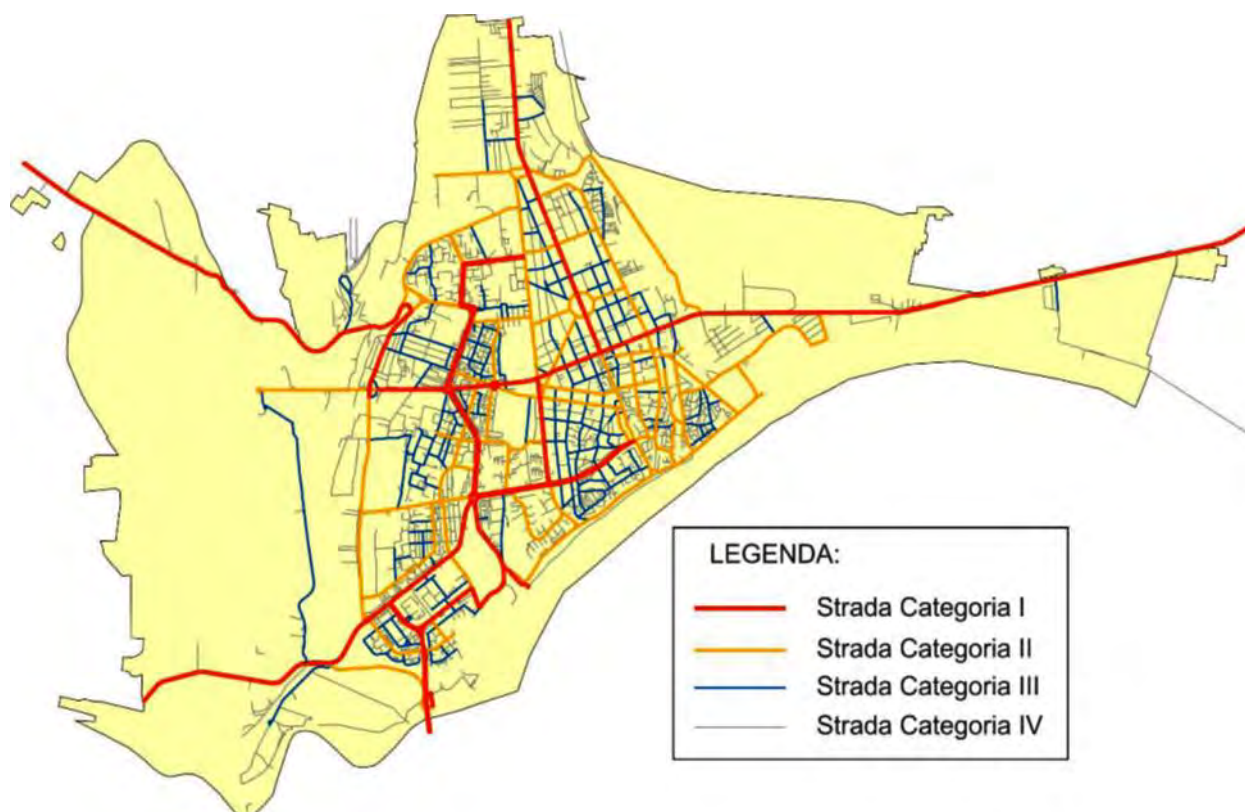 LEGENDA:
Strada Categoria I
Strada Categoria II
Strada Categoria III
Strada Categoria IV